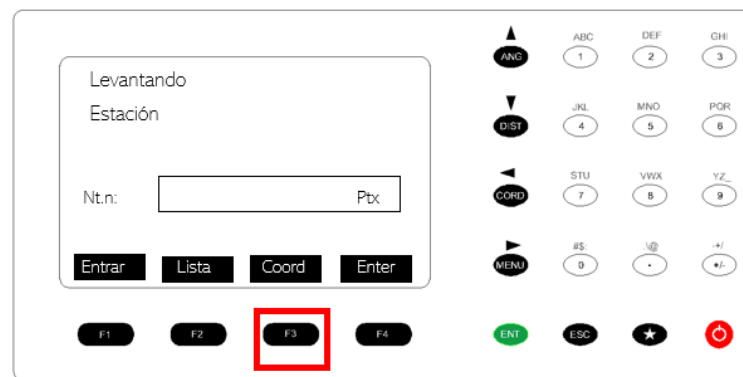 Levantando
Estación
Nt.n: Ptx
Entrar Lista Coord Enter
F1 F2 F3 F4
ANG ABC 1 DEF 2 GHI 3
DIST JKL 4 MNO 5 PQR 6
CORD STU 7 VWX 8 YZ_ 9
MENU #$: 0 .\@ . -+/ +/-
ENT ESC